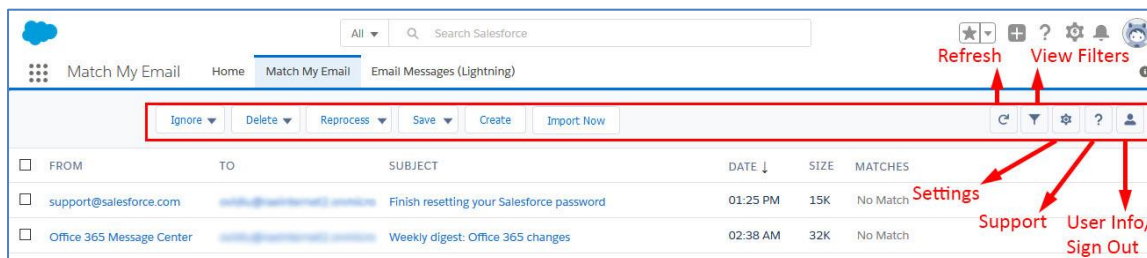 All Search Salesforce
Refresh View Filters
Match My Email Home Match My Email Email Messages (Lightning)
Ignore Delete Reprocess Save Create Import Now ?
FROM TO SUBJECT DATE ↓ SIZE MATCHES
support@salesforce.com Finish resetting your Salesforce password 01:25 PM 15K No Match
Settings
Support User Info/
Office 365 Message Center Weekly digest: Office 365 changes 02:38 AM 32K No Match
Sign Out